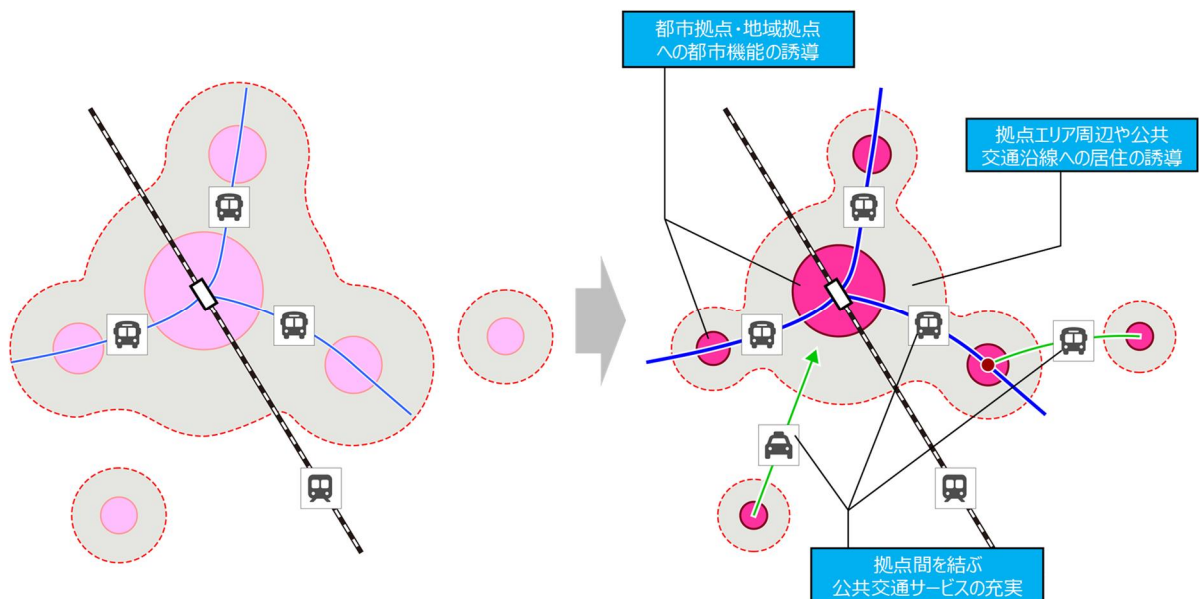 都市拠点・地域拠点
への都市機能の誘導
拠点エリア周辺や公共
交通沿線への居住の誘導
拠点間を結ぶ
公共交通サービスの充実